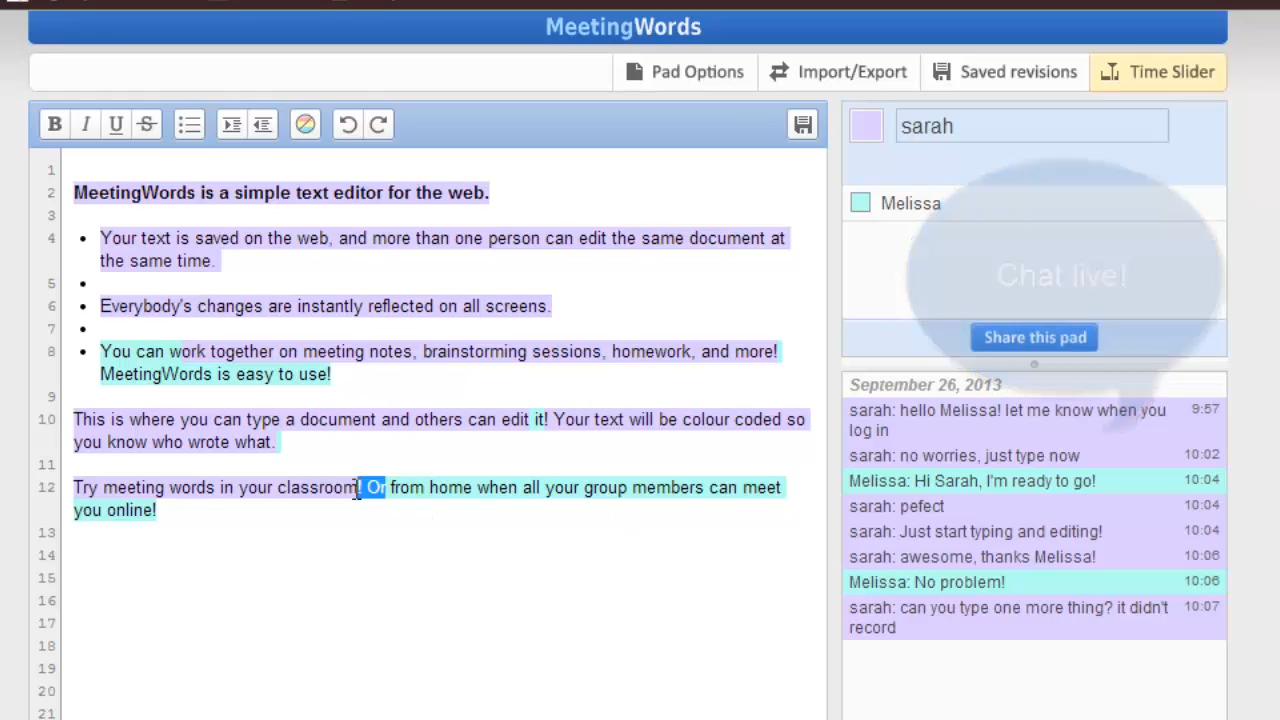 MeetingWords
Pad Options
Import/Export
Saved revisions
Time Slider
B I U S
sarah
Melissa
Chat live!
Share this pad
1
2 MeetingWords is a simple text editor for the web.
3
4 Your text is saved on the web, and more than one person can edit the same document at
the same time.
5
6 Everybody's changes are instantly reflected on all screens.
7
8 You can work together on meeting notes, brainstorming sessions, homework, and more!
MeetingWords is easy to use!
9
10 This is where you can type a document and others can edit it! Your text will be colour coded so
you know who wrote what.
11
12 Try meeting words in your classroom! Or from home when all your group members can meet
you online!
13
14
15
16
17
18
19
20
21
September 26, 2013
sarah: hello Melissa! let me know when you 9:57
log in
sarah: no worries, just type now 10:02
Melissa: Hi Sarah, I'm ready to go! 10:04
sarah: pefect 10:04
sarah: Just start typing and editing! 10:04
sarah: awesome, thanks Melissa! 10:06
Melissa: No problem! 10:06
sarah: can you type one more thing? it didn't 10:07
record